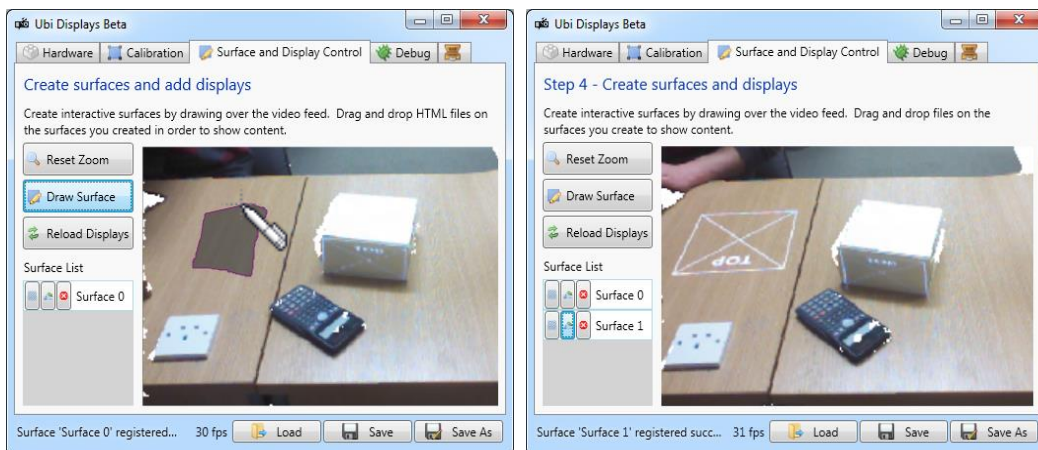 Ubi Displays Beta
Hardware
Calibration
Surface and Display Control
Debug
Create surfaces and add displays
Create interactive surfaces by drawing over the video feed. Drag and drop HTML files on
the surfaces you created in order to show content.
Reset Zoom
Draw Surface
Reload Displays
Surface List
Surface 0
Surface 'Surface 0' registered...
30 fps
Load
Save
Save As
Ubi Displays Beta
Hardware
Calibration
Surface and Display Control
Debug
Step 4 - Create surfaces and displays
Create interactive surfaces by drawing over the video feed. Drag and drop files on the
surfaces you create to show content.
Reset Zoom
Draw Surface
Reload Displays
Surface List
Surface 0
Surface 1
TOP
Surface 'Surface 1' registered succ...
31 fps
Load
Save
Save As